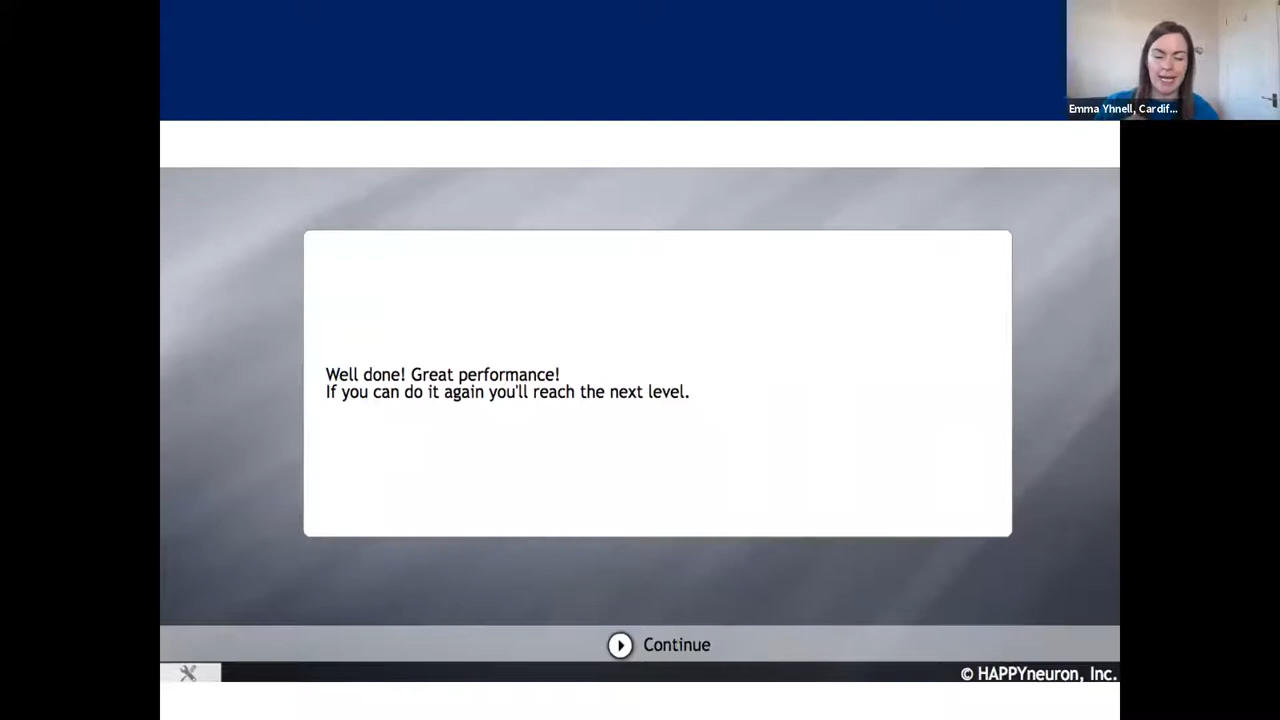 Emma Yhnell, Cardif...
Well done! Great performance!
If you can do it again you'll reach the next level.
Continue
© HAPPYneuron, Inc.